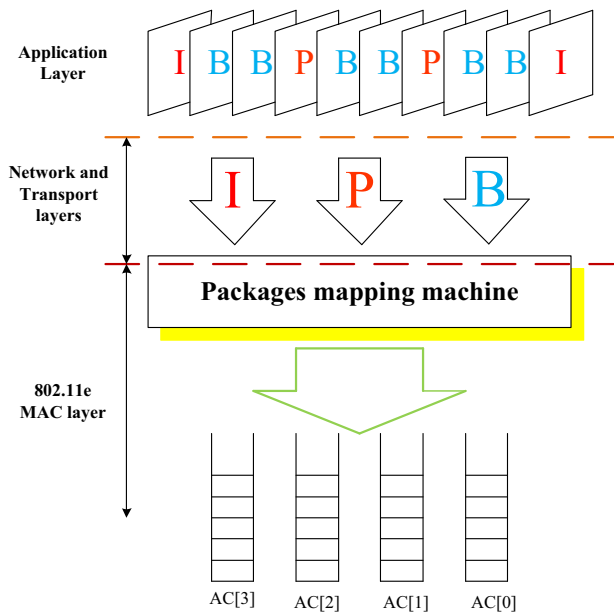 Application
Layer
I B B P B B P B B I
Network and
Transport
layers
I P B
Packages mapping machine
802.11e
MAC layer
AC[3] AC[2] AC[1] AC[0]